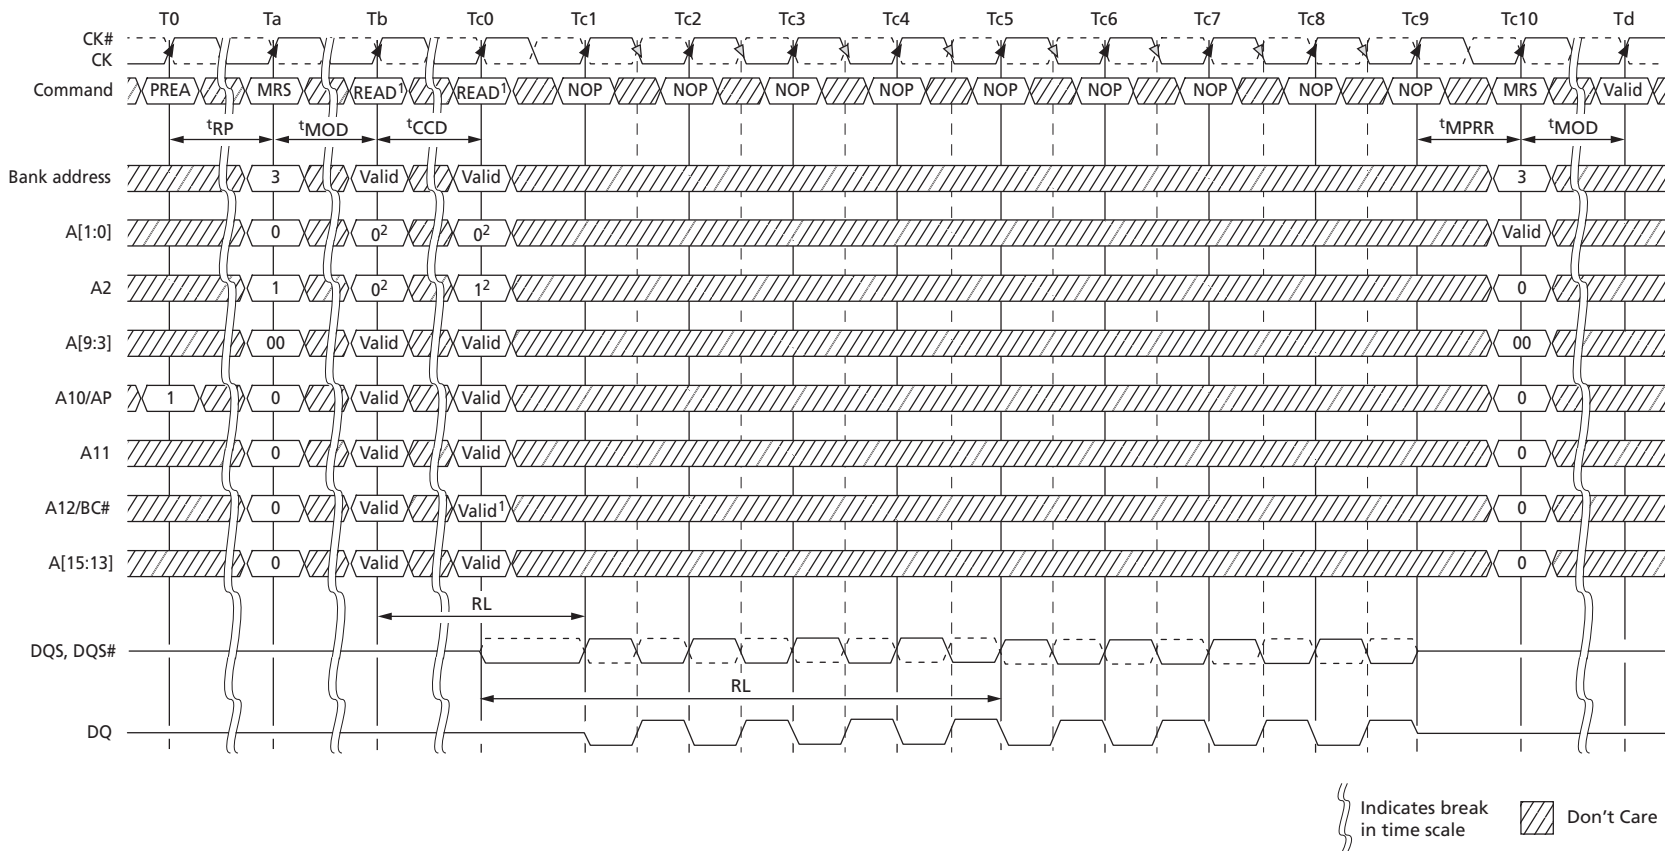 T0 Ta Tb Tc0 Tc1 Tc2 Tc3 Tc4 Tc5 Tc6 Tc7 Tc8 Tc9 Tc10 Td
CK#
CK
Command PREA MRS READ¹ READ¹ NOP NOP NOP NOP NOP NOP NOP NOP NOP MRS Valid
tRP tMOD tCCD tMPRR tMOD
Bank address 3 Valid Valid 3
A[1:0] 0 0² 0² Valid
A2 1 0² 1² 0
A[9:3] 00 Valid Valid 00
A10/AP 1 0 Valid Valid 0
A11 0 Valid Valid 0
A12/BC# 0 Valid Valid¹ 0
A[15:13] 0 Valid Valid 0
RL
DQS, DQS#
RL
DQ
Indicates break
in time scale
Don't Care